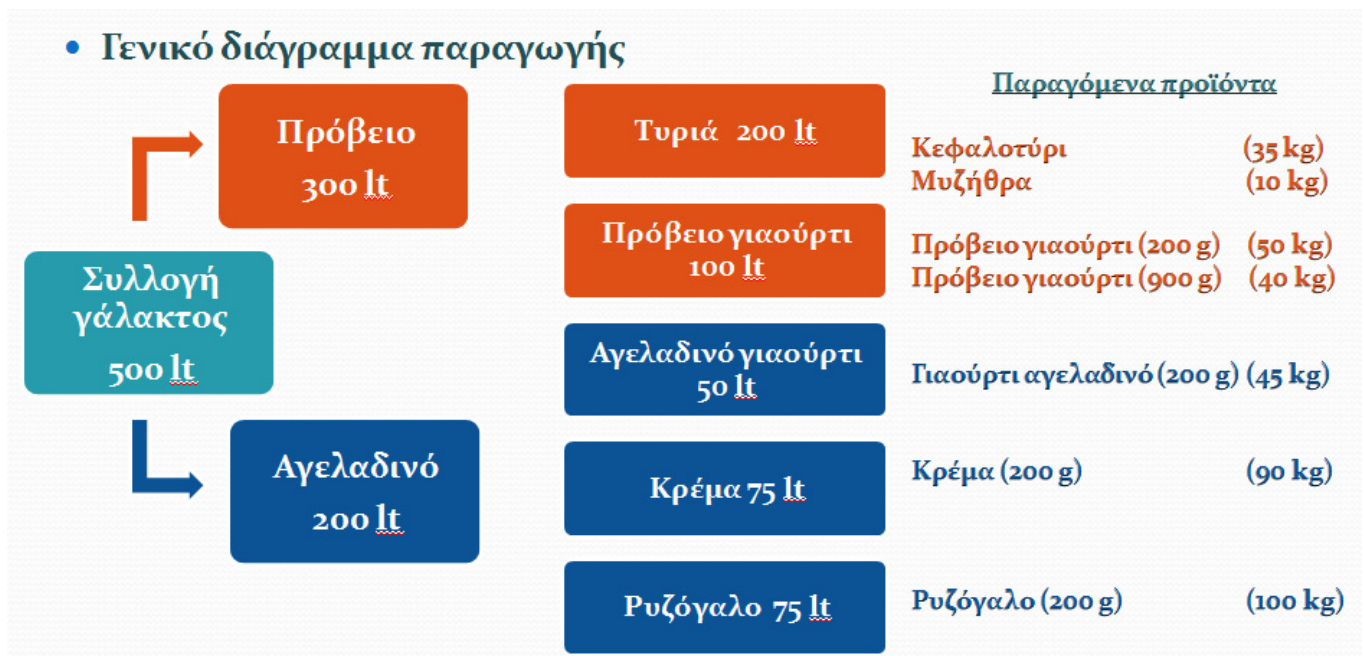 • Γενικό διάγραμμα παραγωγής
Πρόβειο
300 lt
Συλλογή
γάλακτος
500 lt
Αγελαδινό
200 lt
Τυριά 200 lt
Πρόβειο γιαούρτι
100 lt
Αγελαδινό γιαούρτι
50 lt
Κρέμα 75 lt
Ρυζόγαλο 75 lt
Παραγόμενα προϊόντα
Κεφαλοτύρι (35 kg)
Μυζήθρα (10 kg)
Πρόβειο γιαούρτι (200 g) (50 kg)
Πρόβειο γιαούρτι (900 g) (40 kg)
Γιαούρτι αγελαδινό (200 g) (45 kg)
Κρέμα (200 g) (90 kg)
Ρυζόγαλο (200 g) (100 kg)